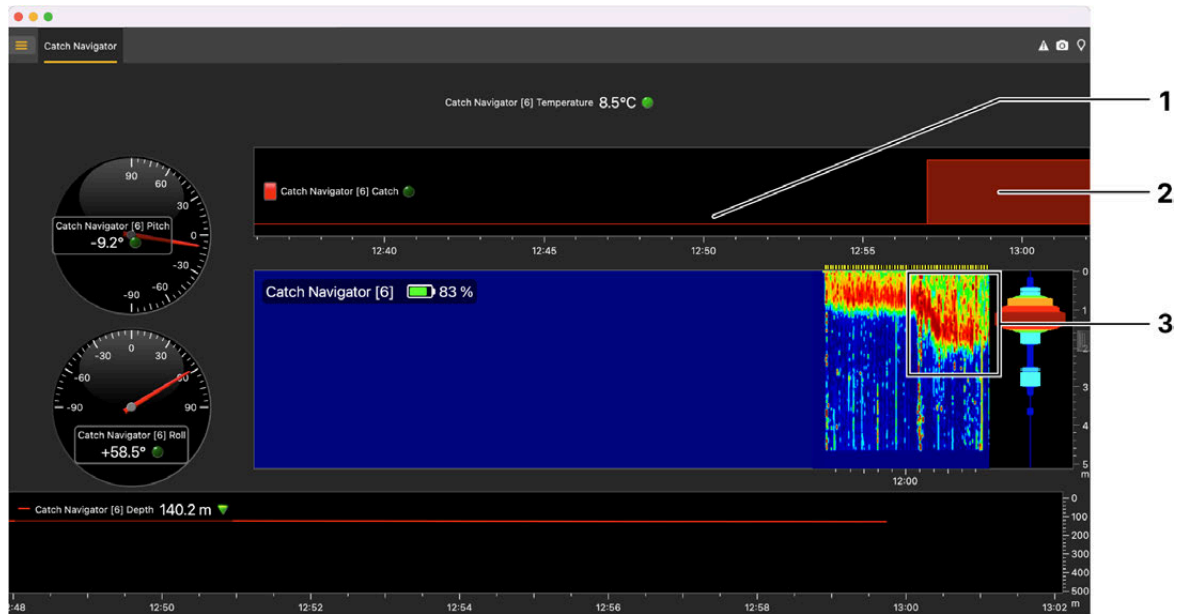 Catch Navigator
Catch Navigator [6] Temperature 8.5°C
1
90
60
30
0
-30
-60
-90
Catch Navigator [6] Pitch
-9.2°
Catch Navigator [6] Catch
2
12:40 12:45 12:50 12:55 13:00
Catch Navigator [6] 83 %
0
1
2
3
4
5
m
3
12:00
-90 -60 -30 0 30 60 90
Catch Navigator [6] Roll
+58.5°
Catch Navigator [6] Depth 140.2 m
0
100
200
300
400
500
m
:48 12:50 12:52 12:54 12:56 12:58 13:00 13:02